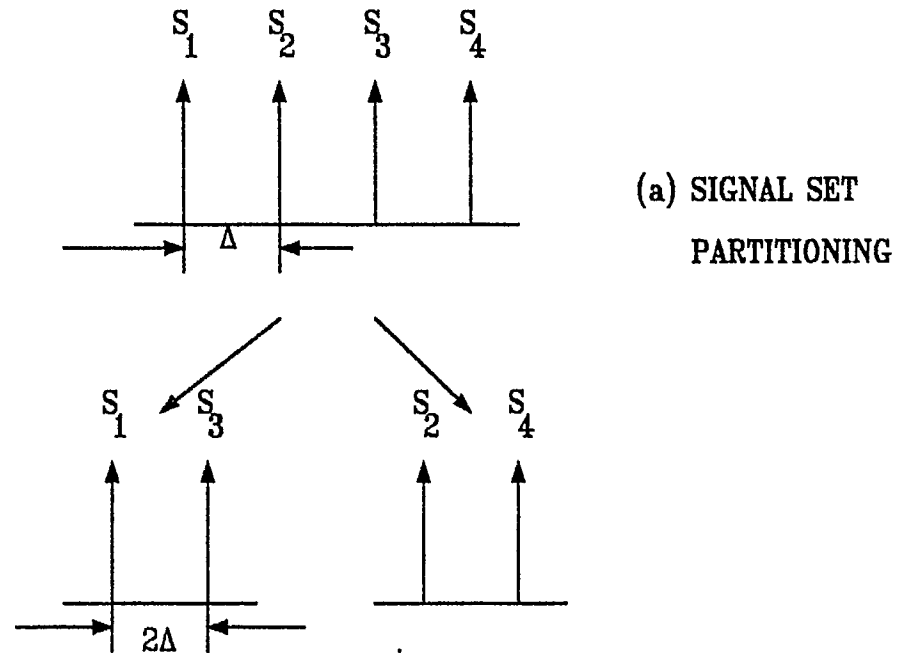 S1 S2 S3 S4
Δ
(a) SIGNAL SET
PARTITIONING
S1 S3 S2 S4
2Δ